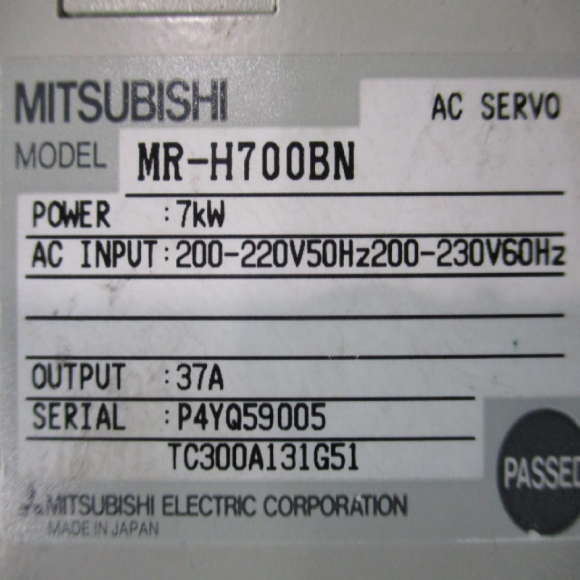 MITSUBISHI
AC SERVO
MODEL MR-H700BN
POWER :7kW
AC INPUT:200-220V50Hz200-230V60Hz
OUTPUT :37A
SERIAL :P4YQ59005
TC300A131G51
PASSED
MITSUBISHI ELECTRIC CORPORATION
MADE IN JAPAN